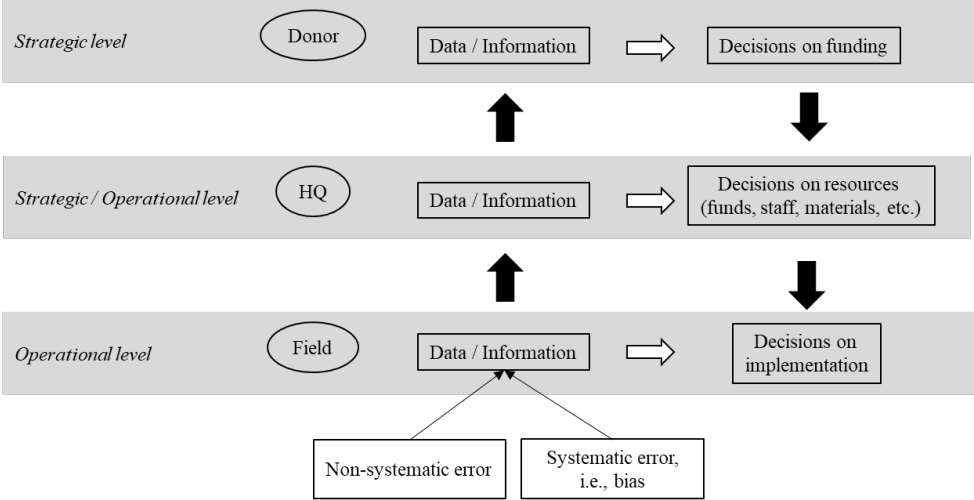 Strategic level
Donor
Data / Information
Decisions on funding
Strategic / Operational level
HQ
Data / Information
Decisions on resources
(funds, staff, materials, etc.)
Operational level
Field
Data / Information
Decisions on
implementation
Non-systematic error
Systematic error,
i.e., bias